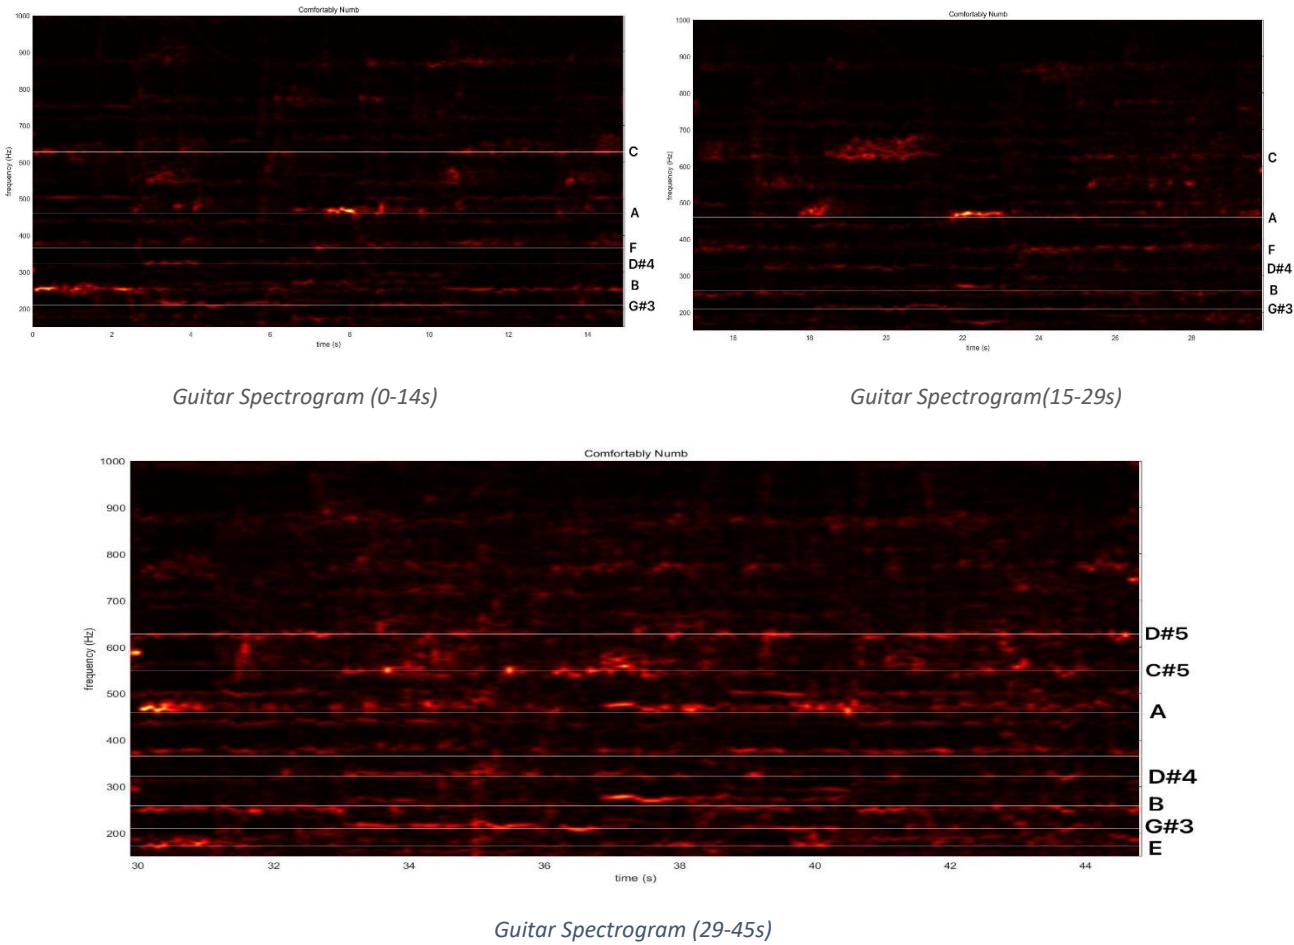 Comfortably Numb
1000
900
800
700
600
500
400
300
200
frequency (Hz)
C
A
F
D#4
B
G#3
0 2 4 6 8 10 12 14
time (s)
Comfortably Numb
1000
900
800
700
600
500
400
300
200
frequency (Hz)
C
A
F
D#4
B
G#3
18 18 20 22 24 26 28
time (s)
Guitar Spectrogram (0-14s)
Guitar Spectrogram(15-29s)
Comfortably Numb
1000
900
800
700
600
500
400
300
200
frequency (Hz)
D#5
C#5
A
D#4
B
G#3
E
30 32 34 36 38 40 42 44
time (s)
Guitar Spectrogram (29-45s)